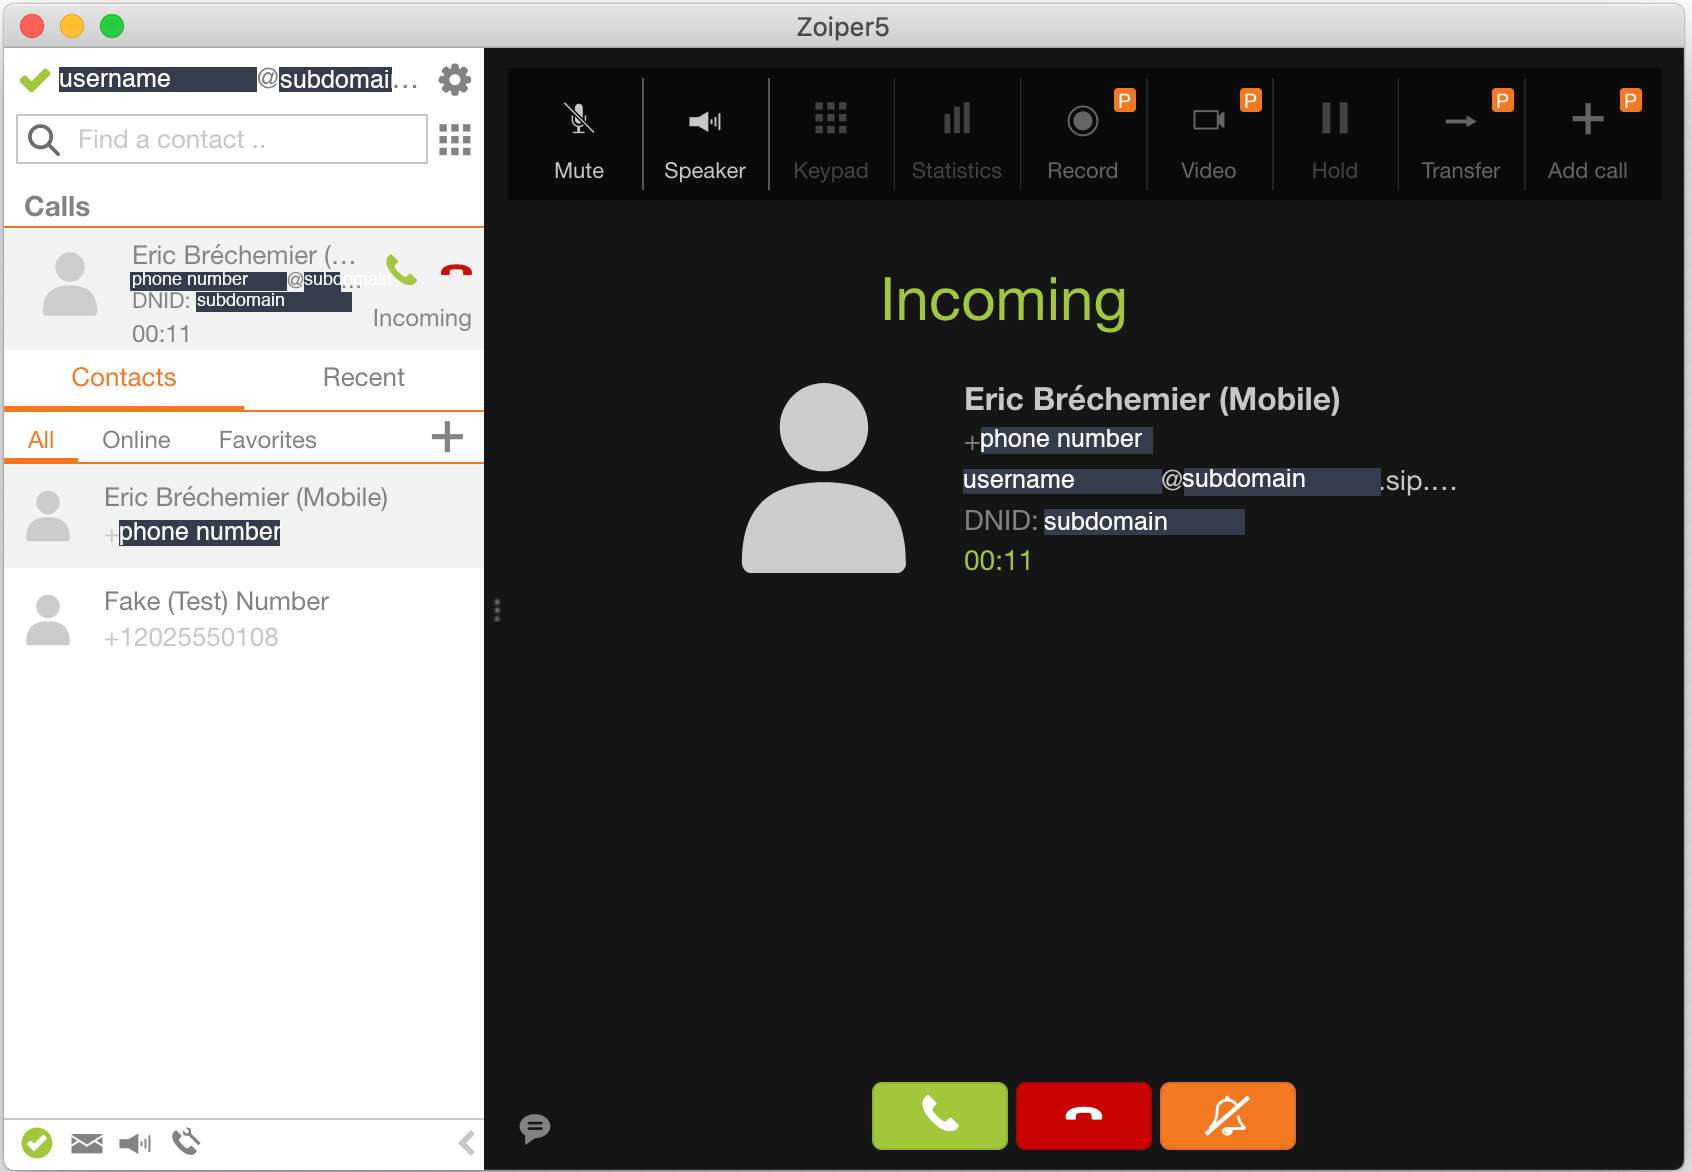 Zoiper5
username@subdomai...
Find a contact ..
Calls
Eric Bréchemier (...
phone number@subdomain...
DNID: subdomain
Incoming
00:11
Contacts Recent
All Online Favorites
Eric Bréchemier (Mobile)
+phone number
Fake (Test) Number
+12025550108
P P P P
Mute Speaker Keypad Statistics Record Video Hold Transfer Add call
Incoming
Eric Bréchemier (Mobile)
+phone number
username@subdomain.sip....
DNID: subdomain
00:11